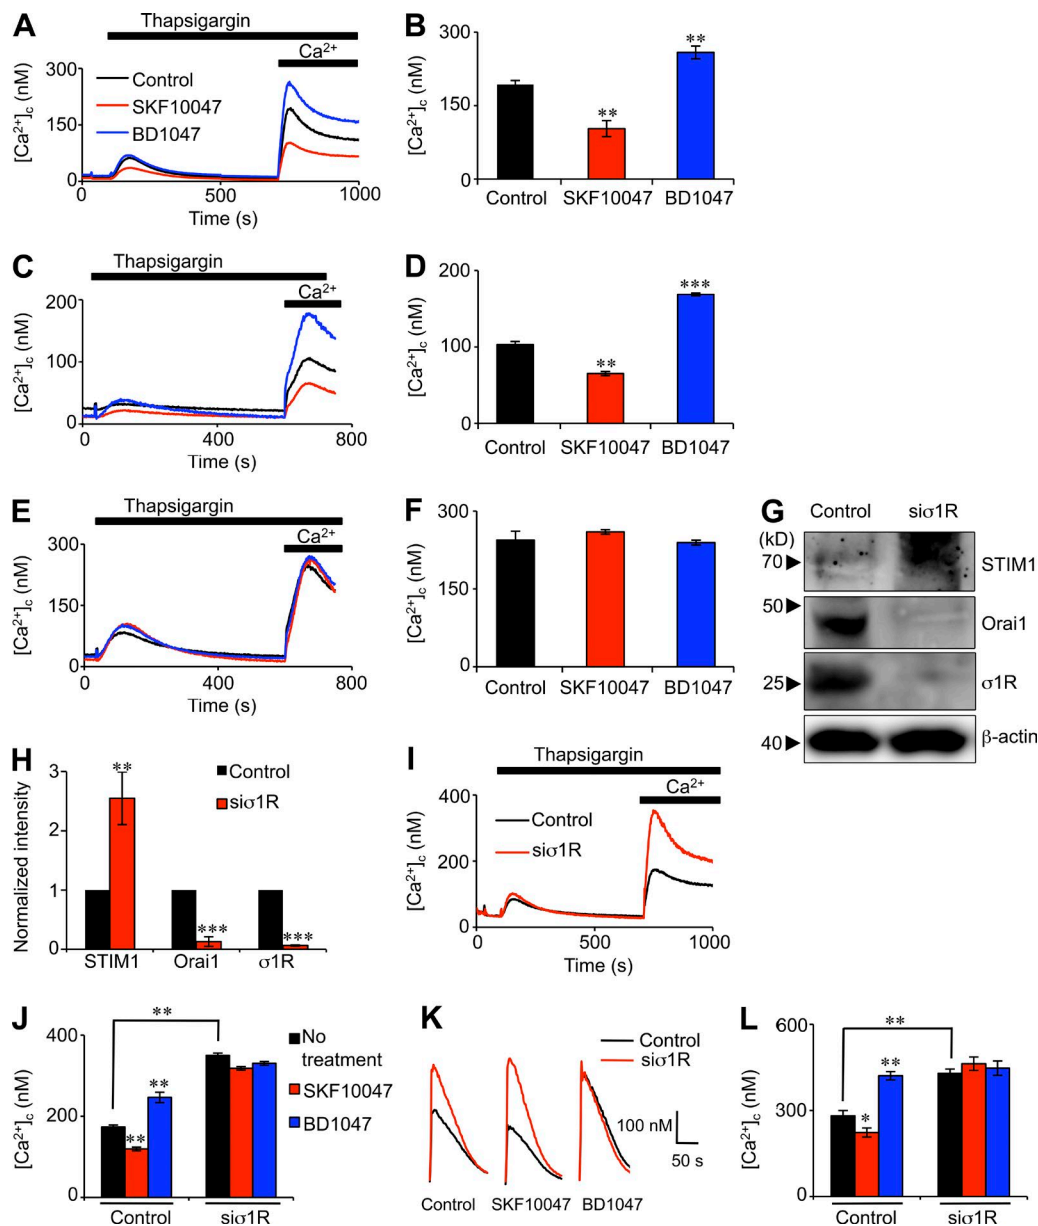 A
Thapsigargin
Ca²⁺
Control
SKF10047
BD1047
[Ca²⁺]c (nM)
300
150
0
0 500 1000
Time (s)
B
[Ca²⁺]c (nM)
300
150
0
**
**
Control SKF10047 BD1047
C
Thapsigargin
Ca²⁺
[Ca²⁺]c (nM)
200
100
0
0 400 800
Time (s)
D
[Ca²⁺]c (nM)
200
100
0
**
***
Control SKF10047 BD1047
E
Thapsigargin
Ca²⁺
[Ca²⁺]c (nM)
300
150
0
0 400 800
Time (s)
F
[Ca²⁺]c (nM)
300
150
0
Control SKF10047 BD1047
G
Control siσ1R
(kD)
70 STIM1
50
Orai1
25 σ1R
40 β-actin
H
Normalized intensity
3
2
1
0
**
***
***
Control
siσ1R
STIM1 Orai1 σ1R
I
Thapsigargin
Ca²⁺
Control
siσ1R
[Ca²⁺]c (nM)
400
200
0
0 500 1000
Time (s)
J
[Ca²⁺]c (nM)
400
200
0
**
**
**
No treatment
SKF10047
BD1047
Control siσ1R
K
Control
siσ1R
100 nM
50 s
Control SKF10047 BD1047
L
[Ca²⁺]c (nM)
600
300
0
**
*
**
Control siσ1R